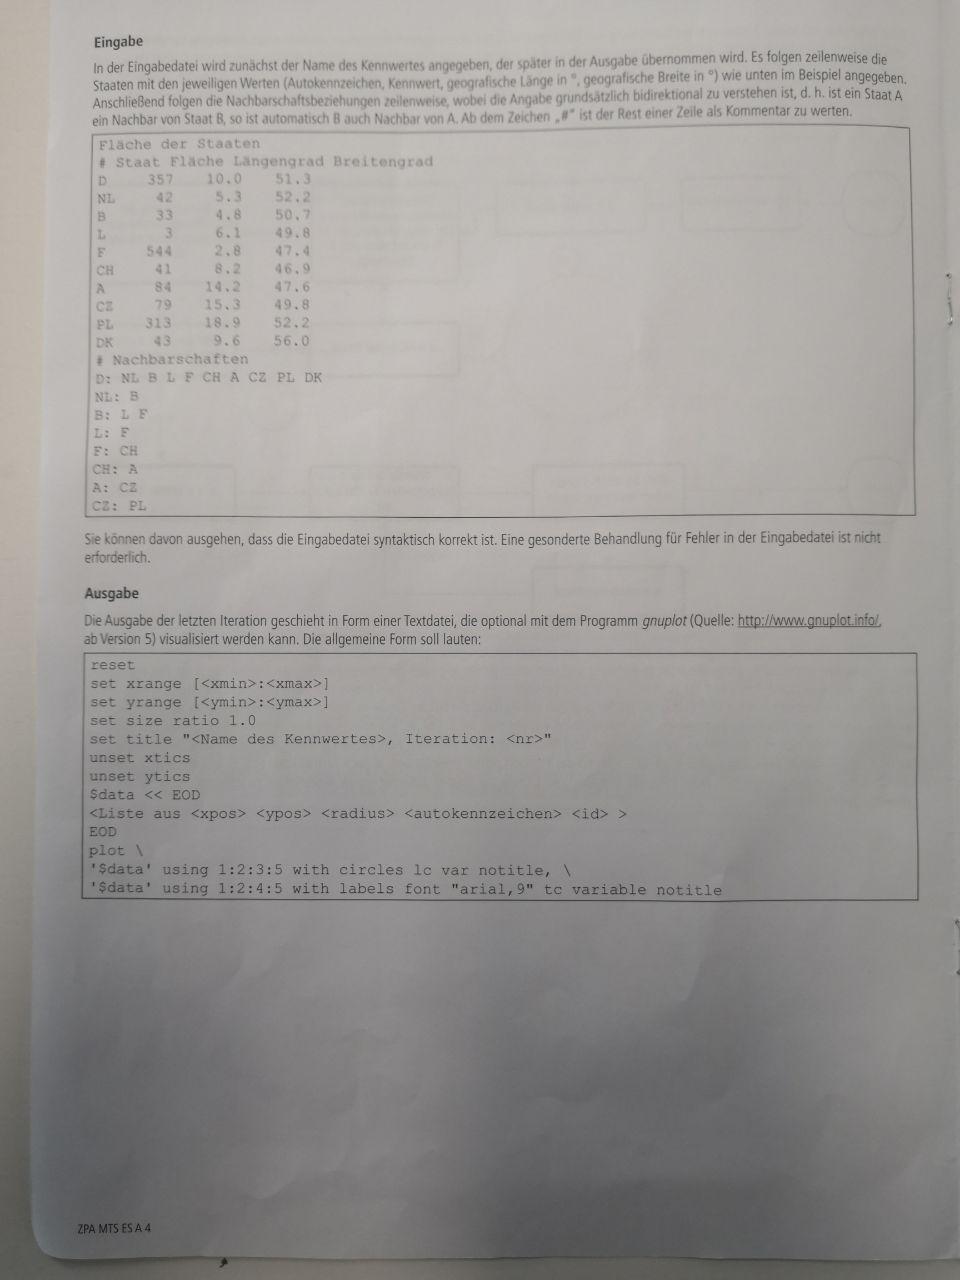 Eingabe
In der Eingabedatei wird zunächst der Name des Kennwertes angegeben, der später in der Ausgabe übernommen wird. Es folgen zeilenweise die
Staaten mit den jeweiligen Werten (Autokennzeichen, Kennwert, geografische Länge in °, geografische Breite in °) wie unten im Beispiel angegeben.
Anschließend folgen die Nachbarschaftsbeziehungen zeilenweise, wobei die Angabe grundsätzlich bidirektional zu verstehen ist, d. h. ist ein Staat A
ein Nachbar von Staat B, so ist automatisch B auch Nachbar von A. Ab dem Zeichen „#“ ist der Rest einer Zeile als Kommentar zu werten.
Fläche der Staaten
# Staat Fläche Längengrad Breitengrad
D 357 10.0 51.3
NL 42 5.3 52.2
B 33 4.8 50.7
L 3 6.1 49.8
F 544 2.8 47.4
CH 41 8.2 46.9
A 84 14.2 47.6
CZ 79 15.3 49.8
PL 313 18.9 52.2
DK 43 9.6 56.0
# Nachbarschaften
D: NL B L F CH A CZ PL DK
NL: B
B: L F
L: F
F: CH
CH: A
A: CZ
CZ: PL
Sie können davon ausgehen, dass die Eingabedatei syntaktisch korrekt ist. Eine gesonderte Behandlung für Fehler in der Eingabedatei ist nicht
erforderlich.
Ausgabe
Die Ausgabe der letzten Iteration geschieht in Form einer Textdatei, die optional mit dem Programm gnuplot (Quelle: http://www.gnuplot.info/,
ab Version 5) visualisiert werden kann. Die allgemeine Form soll lauten:
reset
set xrange [<xmin>:<xmax>]
set yrange [<ymin>:<ymax>]
set size ratio 1.0
set title "<Name des Kennwertes>, Iteration: <nr>"
unset xtics
unset ytics
$data << EOD
<Liste aus <xpos> <ypos> <radius> <autokennzeichen> <id> >
EOD
plot \
'$data' using 1:2:3:5 with circles lc var notitle, \
'$data' using 1:2:4:5 with labels font "arial,9" tc variable notitle
ZPA MTS ES A 4